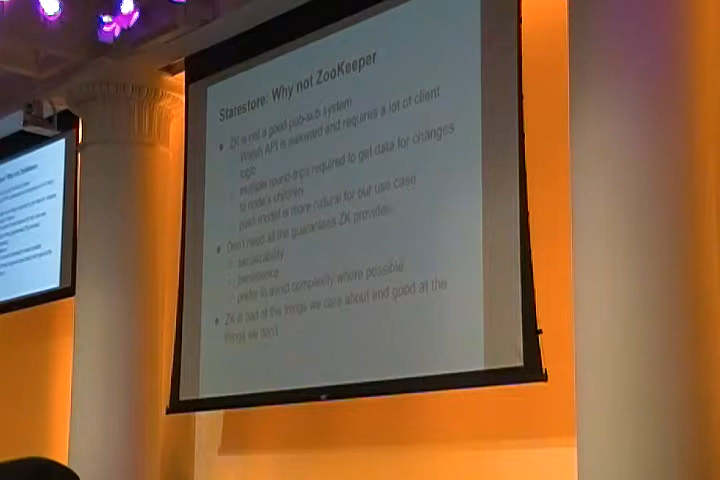 Statestore: Why not ZooKeeper
ZK is not a good pub-sub system
Watch API is awkward and requires a lot of client
logic
multiple round-trips required to get data for changes
to node's children
push model is more natural for our use case
Don't need all the guarantees ZK provides:
serializability
persistence
prefer to avoid complexity where possible
ZK is bad at the things we care about and good at the
things we don't